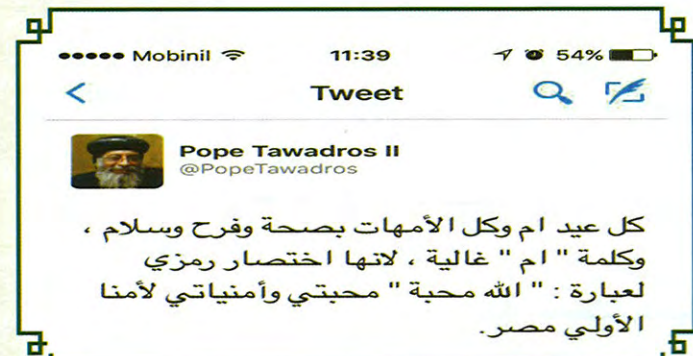 Mobinil 11:39 54%
Tweet
Pope Tawadros II
@PopeTawadros
كل عيد ام وكل الأمهات بصحة وفرح وسلام ،
وكلمة " ام " غالية ، لانها اختصار رمزي
لعبارة : " الله محبة " محبتي وأمنياتي لأمنا
الأولي مصر.